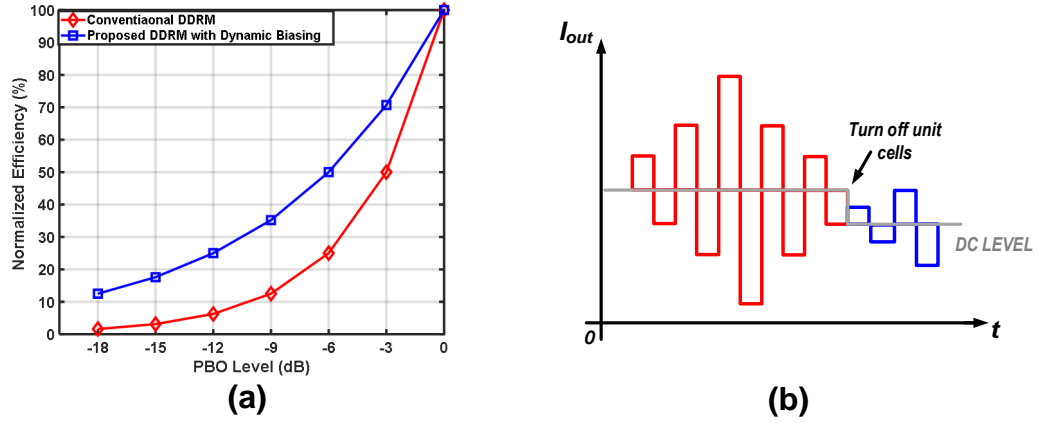 Conventiaonal DDRM
Proposed DDRM with Dynamic Biasing
Normalized Efficiency (%)
100
90
80
70
60
50
40
30
20
10
0
-18
-15
-12
-9
-6
-3
0
PBO Level (dB)
(a)
Iout
Turn off unit
cells
DC LEVEL
0
t
(b)